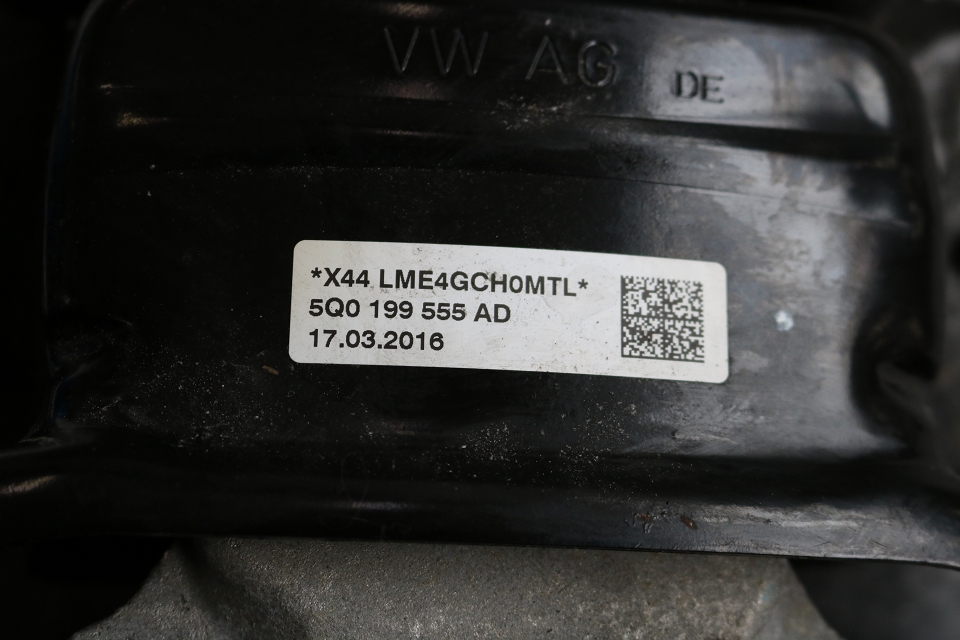 VW AG DE
*X44 LME4GCH0MTL*
5Q0 199 555 AD
17.03.2016